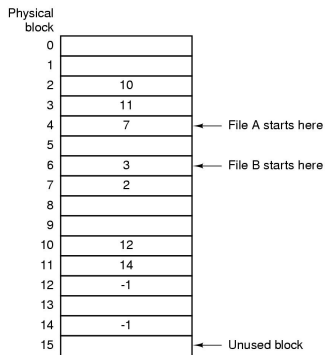 Physical
block
0
1
2 10
3 11
4 7 File A starts here
5
6 3 File B starts here
7 2
8
9
10 12
11 14
12 -1
13
14 -1
15 Unused block